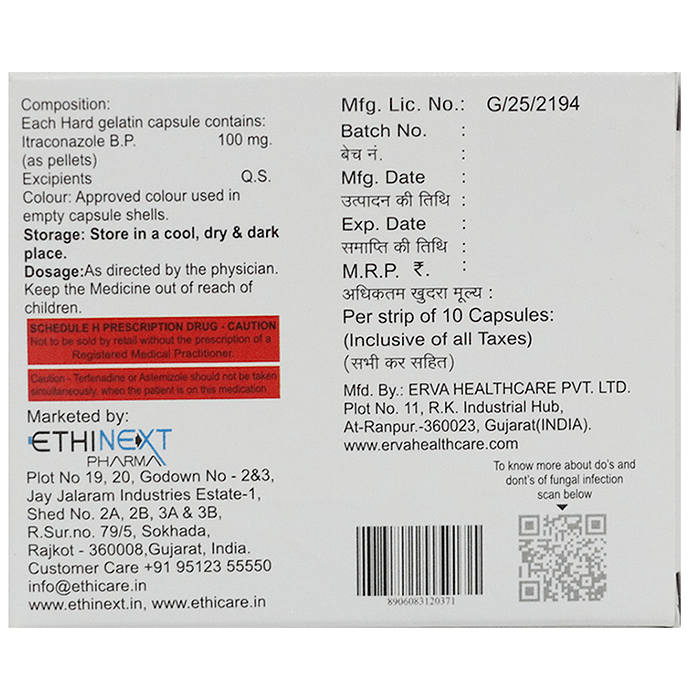 Composition:
Each Hard gelatin capsule contains:
Itraconazole B.P. 100 mg.
(as pellets)
Excipients Q.S.
Colour: Approved colour used in
empty capsule shells.
Storage: Store in a cool, dry & dark
place.
Dosage:As directed by the physician.
Keep the Medicine out of reach of
children.
SCHEDULE H PRESCRIPTION DRUG - CAUTION
Not to be sold by retail without the prescription of a
Registered Medical Practitioner.
Caution - Terfenadine or Astemizole should not be taken
simultaneously, when the patient is on this medication.
Marketed by:
ETHINEXT
PHARMA
Plot No 19, 20, Godown No - 2&3,
Jay Jalaram Industries Estate-1,
Shed No. 2A, 2B, 3A & 3B,
R.Sur.no. 79/5, Sokhada,
Rajkot - 360008,Gujarat, India.
Customer Care +91 95123 55550
info@ethicare.in
www.ethinext.in, www.ethicare.in
Mfg. Lic. No.: G/25/2194
Batch No. :
बेच नं. :
Mfg. Date :
उत्पादन की तिथि :
Exp. Date :
समाप्ति की तिथि :
M.R.P. ₹. :
अधिकतम खुदरा मूल्य :
Per strip of 10 Capsules:
(Inclusive of all Taxes)
(सभी कर सहित)
Mfd. By.: ERVA HEALTHCARE PVT. LTD.
Plot No. 11, R.K. Industrial Hub,
At-Ranpur.-360023, Gujarat(INDIA).
www.ervahealthcare.com
To know more about do's and
dont's of fungal infection
scan below
8906083120371